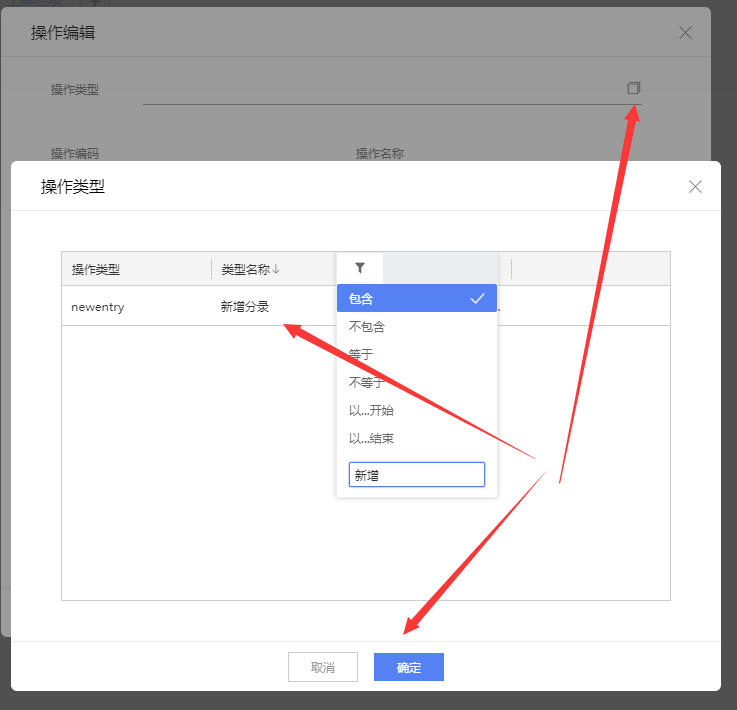 操作编辑
操作类型
操作编码 操作名称
操作类型
操作类型 类型名称↓
newentry 新增分录
包含
不包含
等于
不等于
以...开始
以...结束
新增
取消 确定